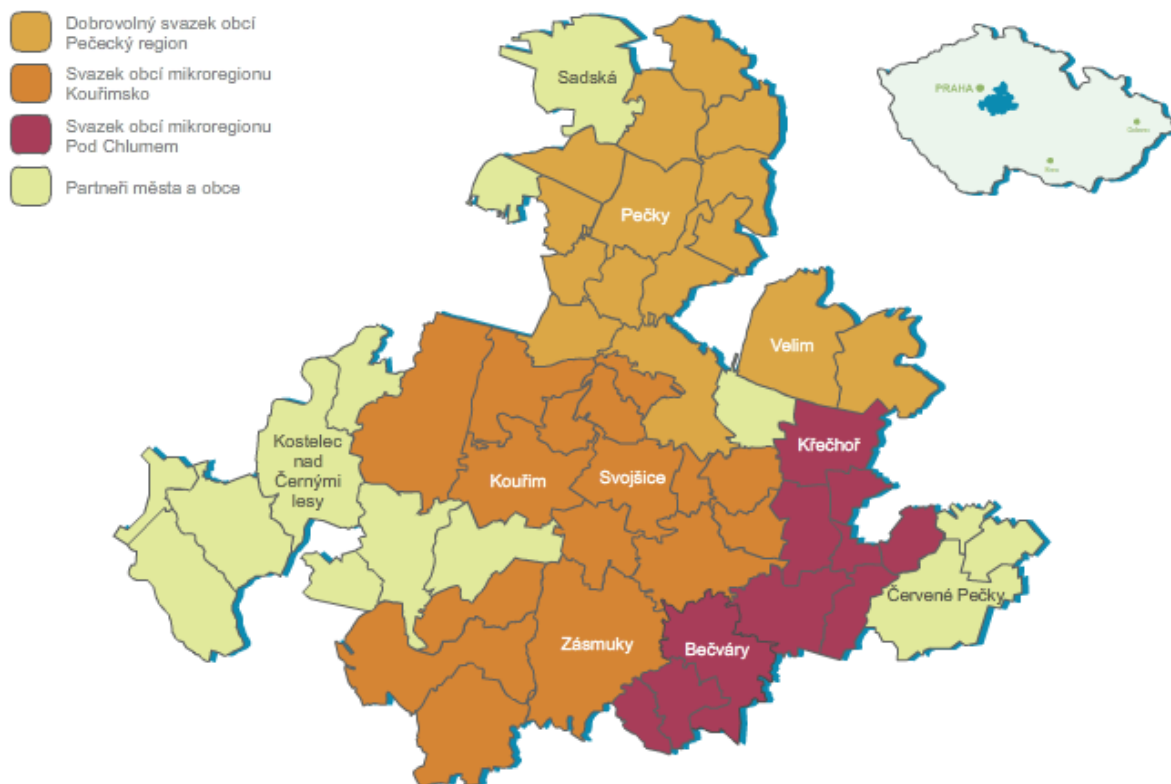 Dobrovolný svazek obcí
Pečecký region
Svazek obcí mikroregionu
Kouřimsko
Svazek obcí mikroregionu
Pod Chlumem
Partneři města a obce
PRAHA
Sadská
Pečky
Velim
Křečhoř
Kostelec
nad
Černými
lesy
Kouřim
Svojšice
Červené Pečky
Zásmuky
Bečváry